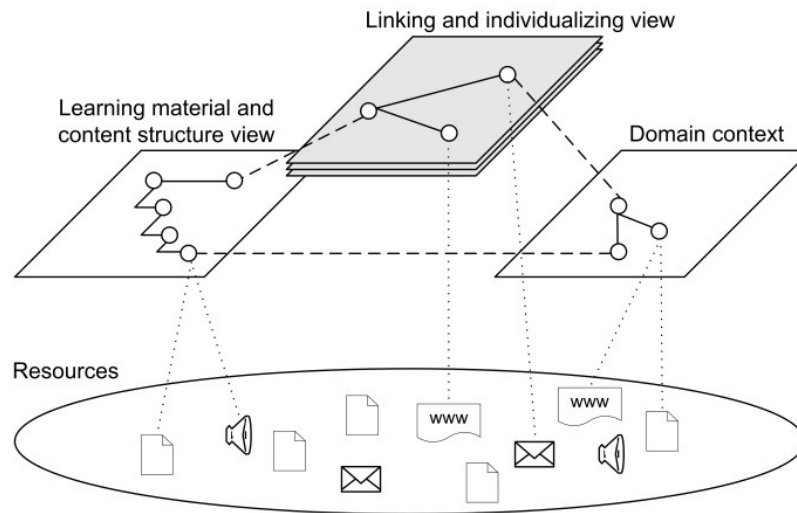 Linking and individualizing view
Learning material and
content structure view
Domain context
Resources
www
www